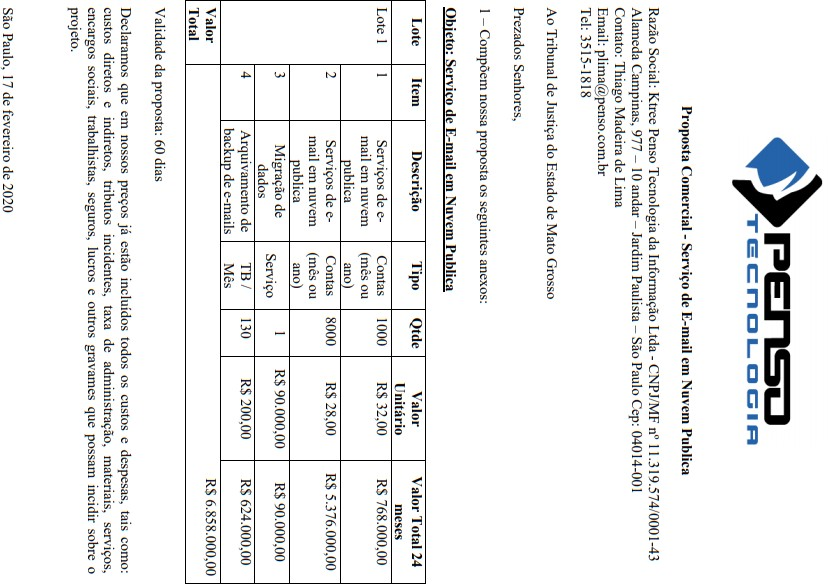 PENSO
TECNOLOGIA
Proposta Comercial - Serviço de E-mail em Nuvem Publica
Razão Social: Ktree Penso Tecnologia da Informação Ltda - CNPJ/MF nº 11.319.574/0001-43
Alameda Campinas, 977 – 10 andar – Jardim Paulista – São Paulo Cep: 04014-001
Contato: Thiago Madeira de Lima
Email: plima@penso.com.br
Tel: 3515-1818
Ao Tribunal de Justiça do Estado de Mato Grosso
Prezados Senhores,
1 – Compõem nossa proposta os seguintes anexos:
Objeto: Serviço de E-mail em Nuvem Publica
Lote Item Descrição Tipo Qtde Valor Unitário Valor Total 24 meses
Lote 1 1 Serviços de e-mail em nuvem publica Contas (mês ou ano) 1000 R$ 32,00 R$ 768.000,00
2 Serviços de e-mail em nuvem publica Contas (mês ou ano) 8000 R$ 28,00 R$ 5.376.000,00
3 Migração de dados Serviço 1 R$ 90.000,00 R$ 90.000,00
4 Arquivamento de backup de e-mails TB / Mês 130 R$ 200,00 R$ 624.000,00
Valor Total R$ 6.858.000,00
Validade da proposta: 60 dias
Declaramos que em nossos preços já estão incluidos todos os custos e despesas, tais como:
custos diretos e indiretos, tributos incidentes, taxa de administração, materiais, serviços,
encargos sociais, trabalhistas, seguros, lucros e outros gravames que possam incidir sobre o
projeto.
São Paulo, 17 de fevereiro de 2020